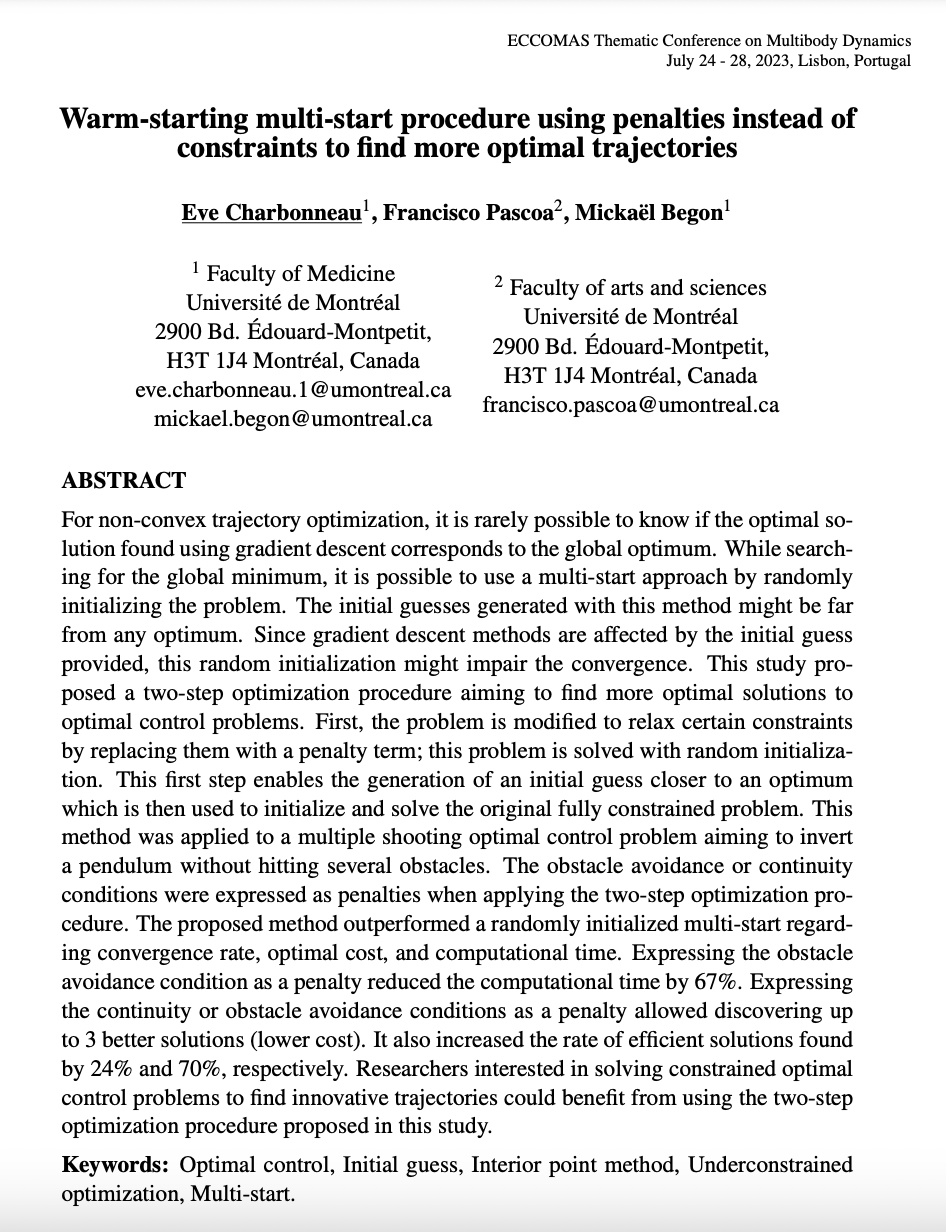 ECCOMAS Thematic Conference on Multibody Dynamics
July 24 - 28, 2023, Lisbon, Portugal
Warm-starting multi-start procedure using penalties instead of
constraints to find more optimal trajectories
Eve Charbonneau1, Francisco Pascoa2, Mickaël Begon1
1 Faculty of Medicine
Université de Montréal
2900 Bd. Édouard-Montpetit,
H3T 1J4 Montréal, Canada
eve.charbonneau.1@umontreal.ca
mickael.begon@umontreal.ca
2 Faculty of arts and sciences
Université de Montréal
2900 Bd. Édouard-Montpetit,
H3T 1J4 Montréal, Canada
francisco.pascoa@umontreal.ca
ABSTRACT
For non-convex trajectory optimization, it is rarely possible to know if the optimal so-
lution found using gradient descent corresponds to the global optimum. While search-
ing for the global minimum, it is possible to use a multi-start approach by randomly
initializing the problem. The initial guesses generated with this method might be far
from any optimum. Since gradient descent methods are affected by the initial guess
provided, this random initialization might impair the convergence. This study pro-
posed a two-step optimization procedure aiming to find more optimal solutions to
optimal control problems. First, the problem is modified to relax certain constraints
by replacing them with a penalty term; this problem is solved with random initializa-
tion. This first step enables the generation of an initial guess closer to an optimum
which is then used to initialize and solve the original fully constrained problem. This
method was applied to a multiple shooting optimal control problem aiming to invert
a pendulum without hitting several obstacles. The obstacle avoidance or continuity
conditions were expressed as penalties when applying the two-step optimization pro-
cedure. The proposed method outperformed a randomly initialized multi-start regard-
ing convergence rate, optimal cost, and computational time. Expressing the obstacle
avoidance condition as a penalty reduced the computational time by 67%. Expressing
the continuity or obstacle avoidance conditions as a penalty allowed discovering up
to 3 better solutions (lower cost). It also increased the rate of efficient solutions found
by 24% and 70%, respectively. Researchers interested in solving constrained optimal
control problems to find innovative trajectories could benefit from using the two-step
optimization procedure proposed in this study.
Keywords: Optimal control, Initial guess, Interior point method, Underconstrained
optimization, Multi-start.